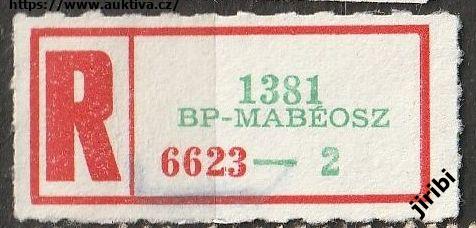 https://www.auktiva.cz/
R
1381
BP-MABÉOSZ
6623 — 2
jiribi